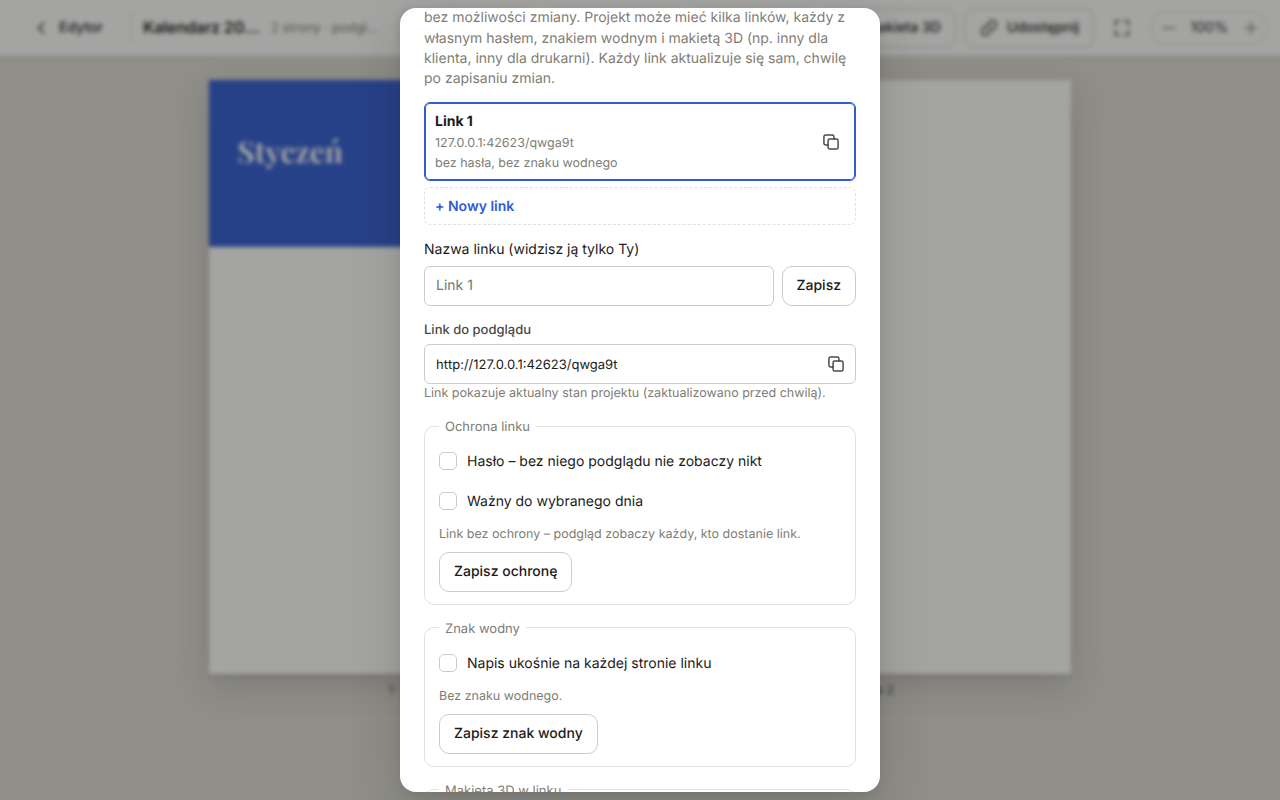 Edytor
Kalendarz 20...
2 strony · podgl...
akieta 3D
Udostępnij
100%
Styczeń
bez możliwości zmiany. Projekt może mieć kilka linków, każdy z
własnym hasłem, znakiem wodnym i makietą 3D (np. inny dla
klienta, inny dla drukarni). Każdy link aktualizuje się sam, chwilę
po zapisaniu zmian.
Link 1
127.0.0.1:42623/qwga9t
bez hasła, bez znaku wodnego
+ Nowy link
Nazwa linku (widzisz ją tylko Ty)
Link 1
Zapisz
Link do podglądu
http://127.0.0.1:42623/qwga9t
Link pokazuje aktualny stan projektu (zaktualizowano przed chwilą).
Ochrona linku
Hasło – bez niego podglądu nie zobaczy nikt
Ważny do wybranego dnia
Link bez ochrony – podgląd zobaczy każdy, kto dostanie link.
Zapisz ochronę
Znak wodny
Napis ukośnie na każdej stronie linku
Bez znaku wodnego.
Zapisz znak wodny
Makieta 3D w linku